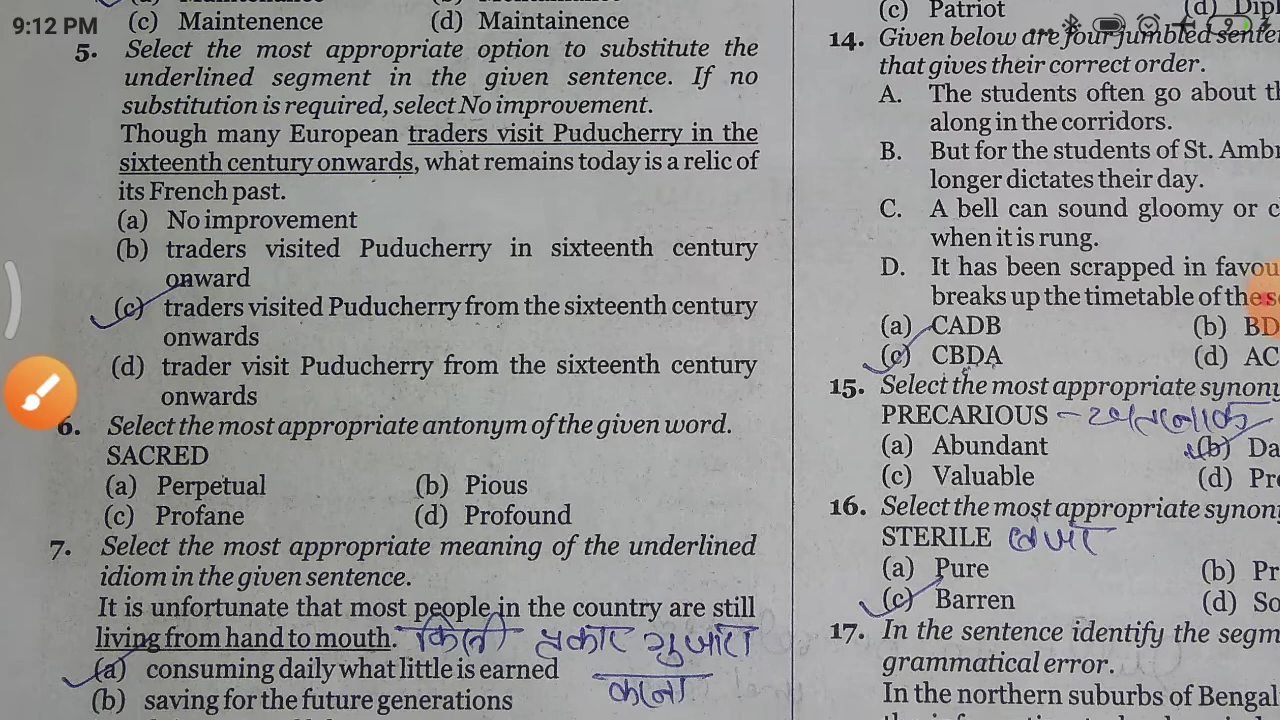 9:12 PM
(c) Maintenence (d) Maintainence
5. Select the most appropriate option to substitute the
underlined segment in the given sentence. If no
substitution is required, select No improvement.
Though many European traders visit Puducherry in the
sixteenth century onwards, what remains today is a relic of
its French past.
(a) No improvement
(b) traders visited Puducherry in sixteenth century
onward
(c) traders visited Puducherry from the sixteenth century
onwards
(d) trader visit Puducherry from the sixteenth century
onwards
6. Select the most appropriate antonym of the given word.
SACRED
(a) Perpetual (b) Pious
(c) Profane (d) Profound
7. Select the most appropriate meaning of the underlined
idiom in the given sentence.
It is unfortunate that most people in the country are still
living from hand to mouth. किसी प्रकार गुजारा
करना
(a) consuming daily what little is earned
(b) saving for the future generations
(c) Patriot (d) Dipl
14. Given below are four jumbled senten
that gives their correct order.
A. The students often go about th
along in the corridors.
B. But for the students of St. Ambr
longer dictates their day.
C. A bell can sound gloomy or c
when it is rung.
D. It has been scrapped in favou
breaks up the timetable of the s
(a) CADB (b) BD
(c) CBDA (d) AC
15. Select the most appropriate synony
PRECARIOUS - खतरनाक
(a) Abundant (b) Da
(c) Valuable (d) Pre
16. Select the most appropriate synony
STERILE बंजर
(a) Pure (b) Pr
(c) Barren (d) So
17. In the sentence identify the segm
grammatical error.
In the northern suburbs of Bengal